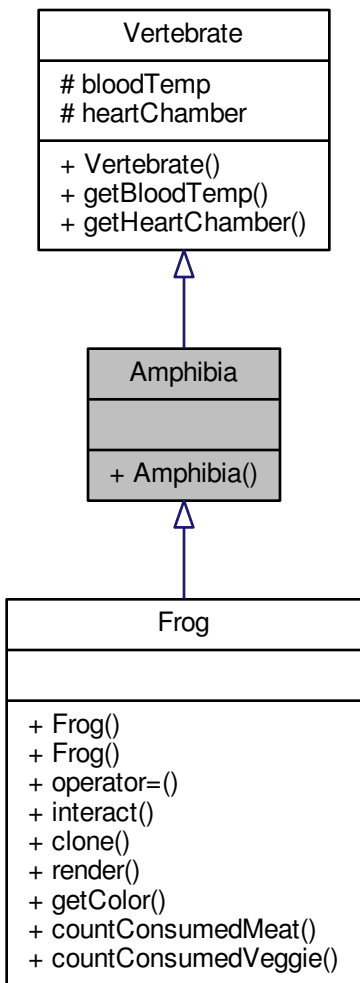 Vertebrate
# bloodTemp
# heartChamber
+ Vertebrate()
+ getBloodTemp()
+ getHeartChamber()
Amphibia
+ Amphibia()
Frog
+ Frog()
+ Frog()
+ operator=()
+ interact()
+ clone()
+ render()
+ getColor()
+ countConsumedMeat()
+ countConsumedVeggie()